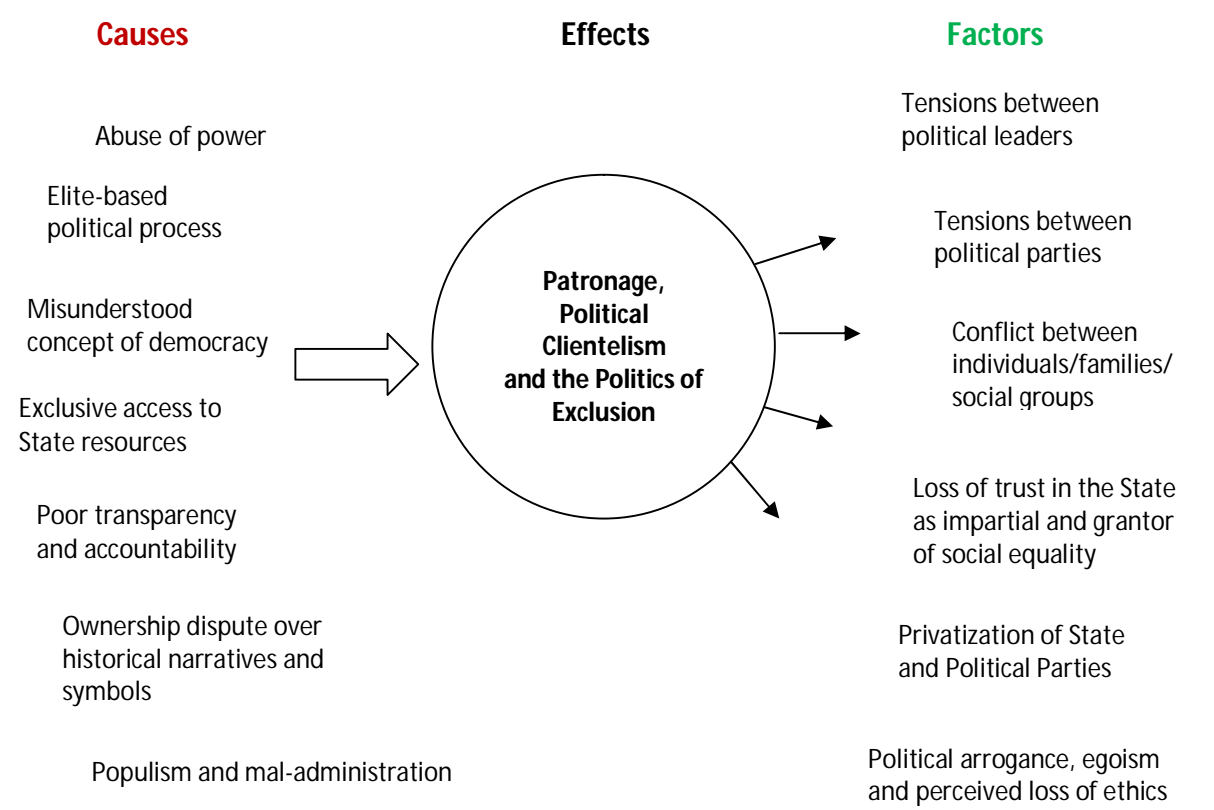 Causes
Effects
Factors
Abuse of power
Elite-based
political process
Misunderstood
concept of democracy
Exclusive access to
State resources
Poor transparency
and accountability
Ownership dispute over
historical narratives and
symbols
Populism and mal-administration
Patronage,
Political
Clientelism
and the Politics of
Exclusion
Tensions between
political leaders
Tensions between
political parties
Conflict between
individuals/families/
social groups
Loss of trust in the State
as impartial and grantor
of social equality
Privatization of State
and Political Parties
Political arrogance, egoism
and perceived loss of ethics